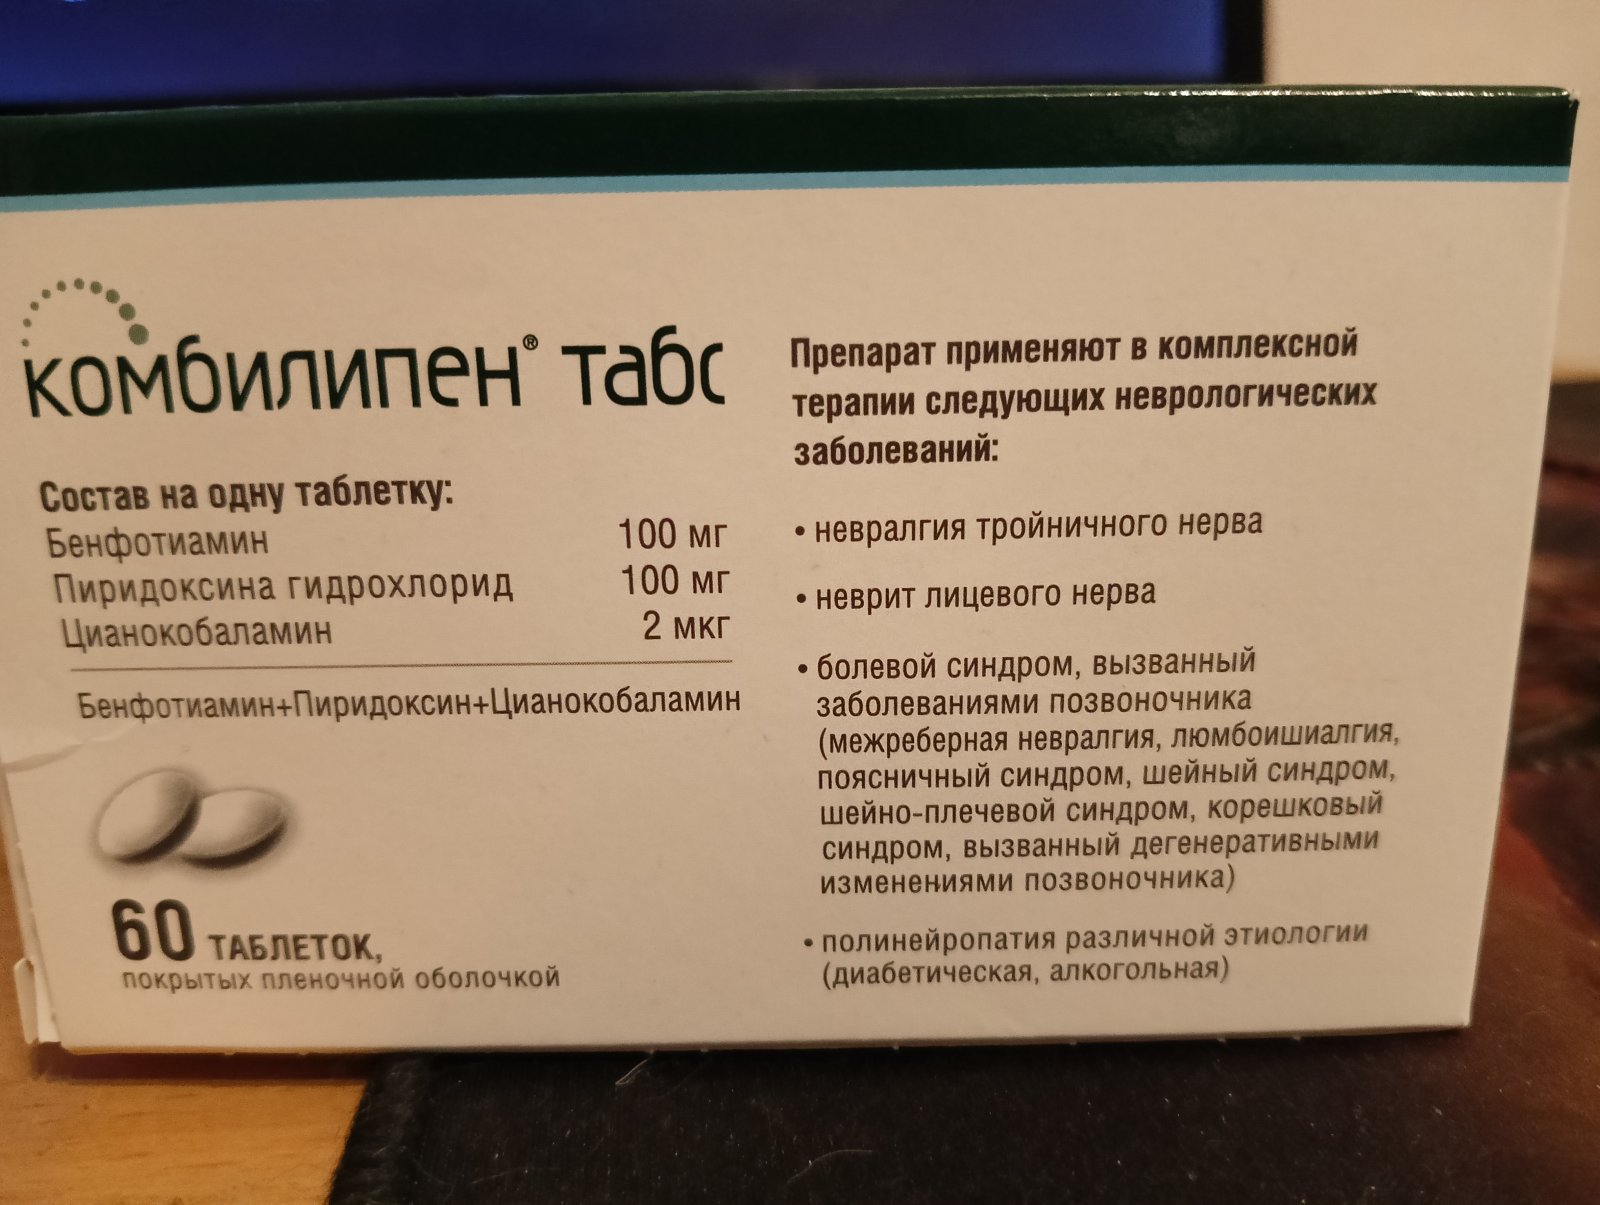 комбилипен® табс
Состав на одну таблетку:
Бенфотиамин 100 мг
Пиридоксина гидрохлорид 100 мг
Цианокобаламин 2 мкг
Бенфотиамин+Пиридоксин+Цианокобаламин
60 ТАБЛЕТОК,
покрытых пленочной оболочкой
Препарат применяют в комплексной
терапии следующих неврологических
заболеваний:
• невралгия тройничного нерва
• неврит лицевого нерва
• болевой синдром, вызванный
заболеваниями позвоночника
(межреберная невралгия, люмбоишиалгия,
поясничный синдром, шейный синдром,
шейно-плечевой синдром, корешковый
синдром, вызванный дегенеративными
изменениями позвоночника)
• полинейропатия различной этиологии
(диабетическая, алкогольная)